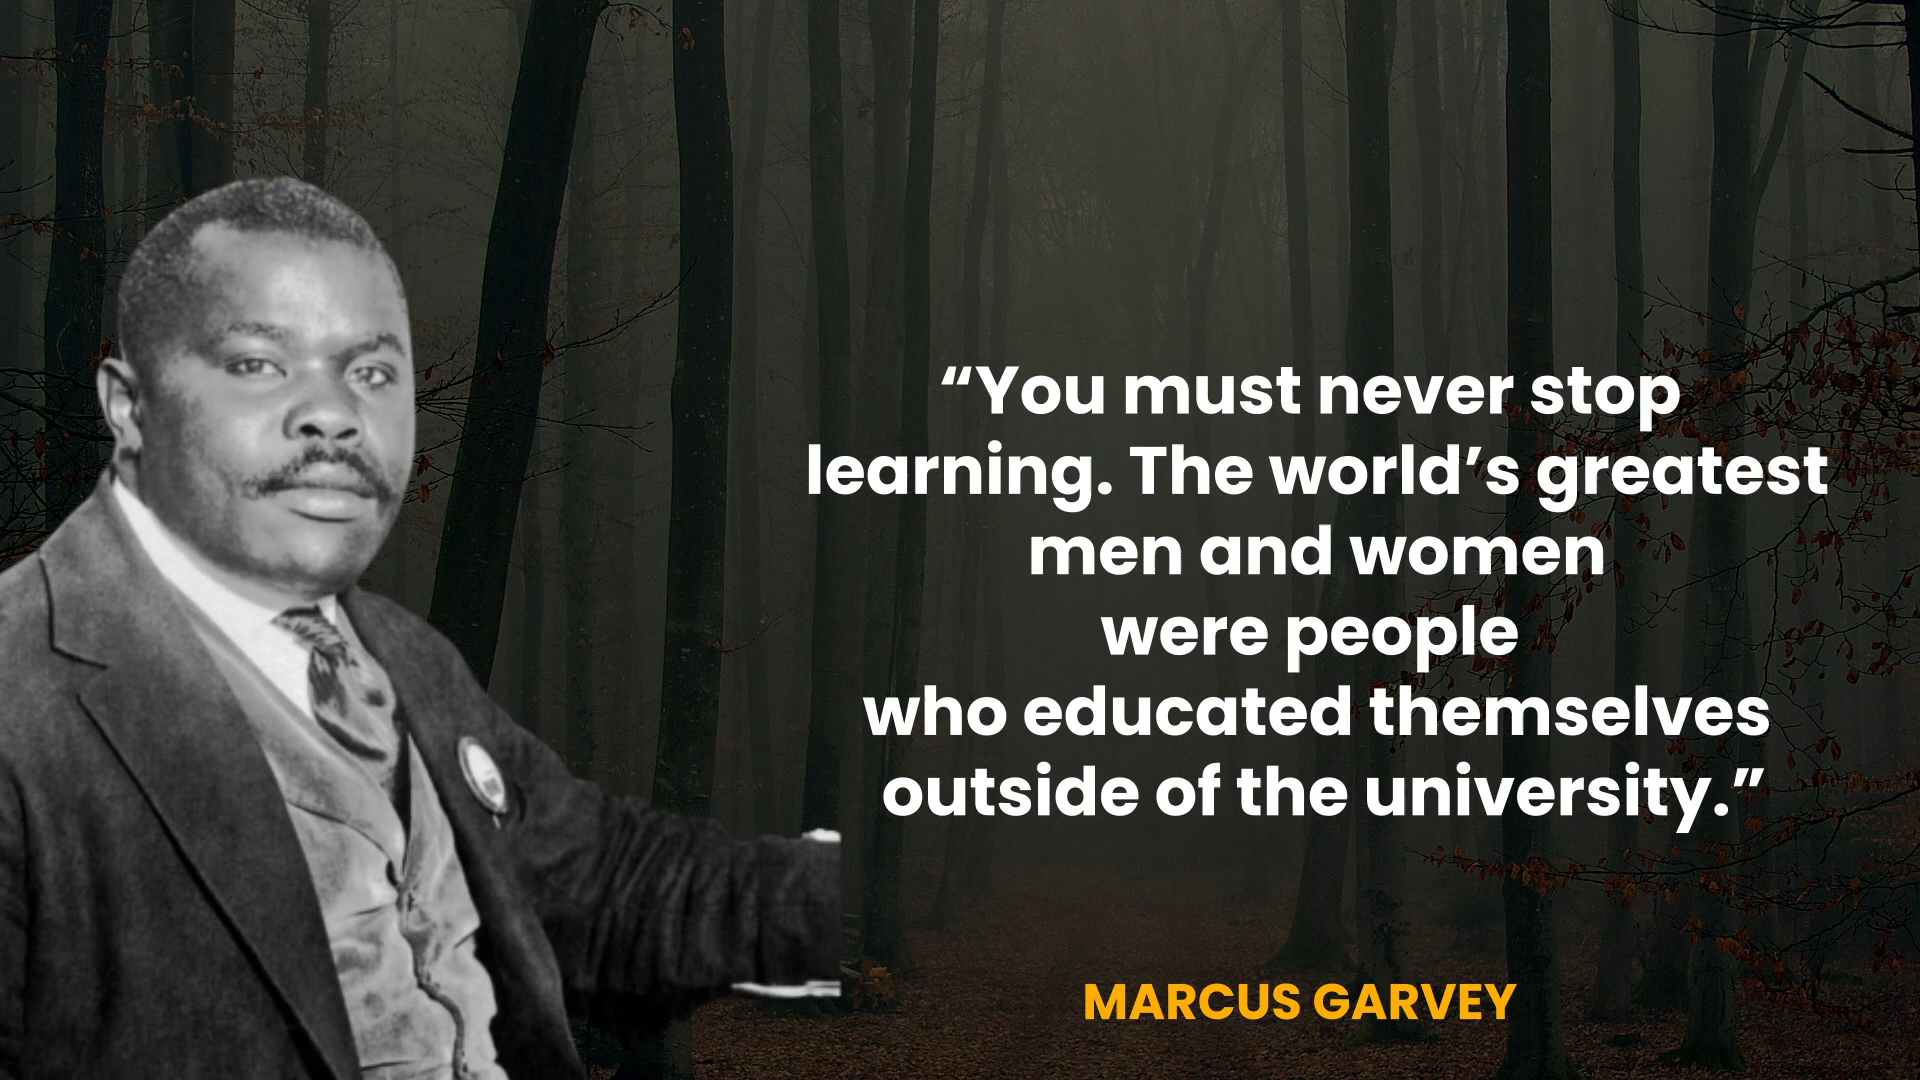 “You must never stop
learning. The world’s greatest
men and women
were people
who educated themselves
outside of the university.”
MARCUS GARVEY